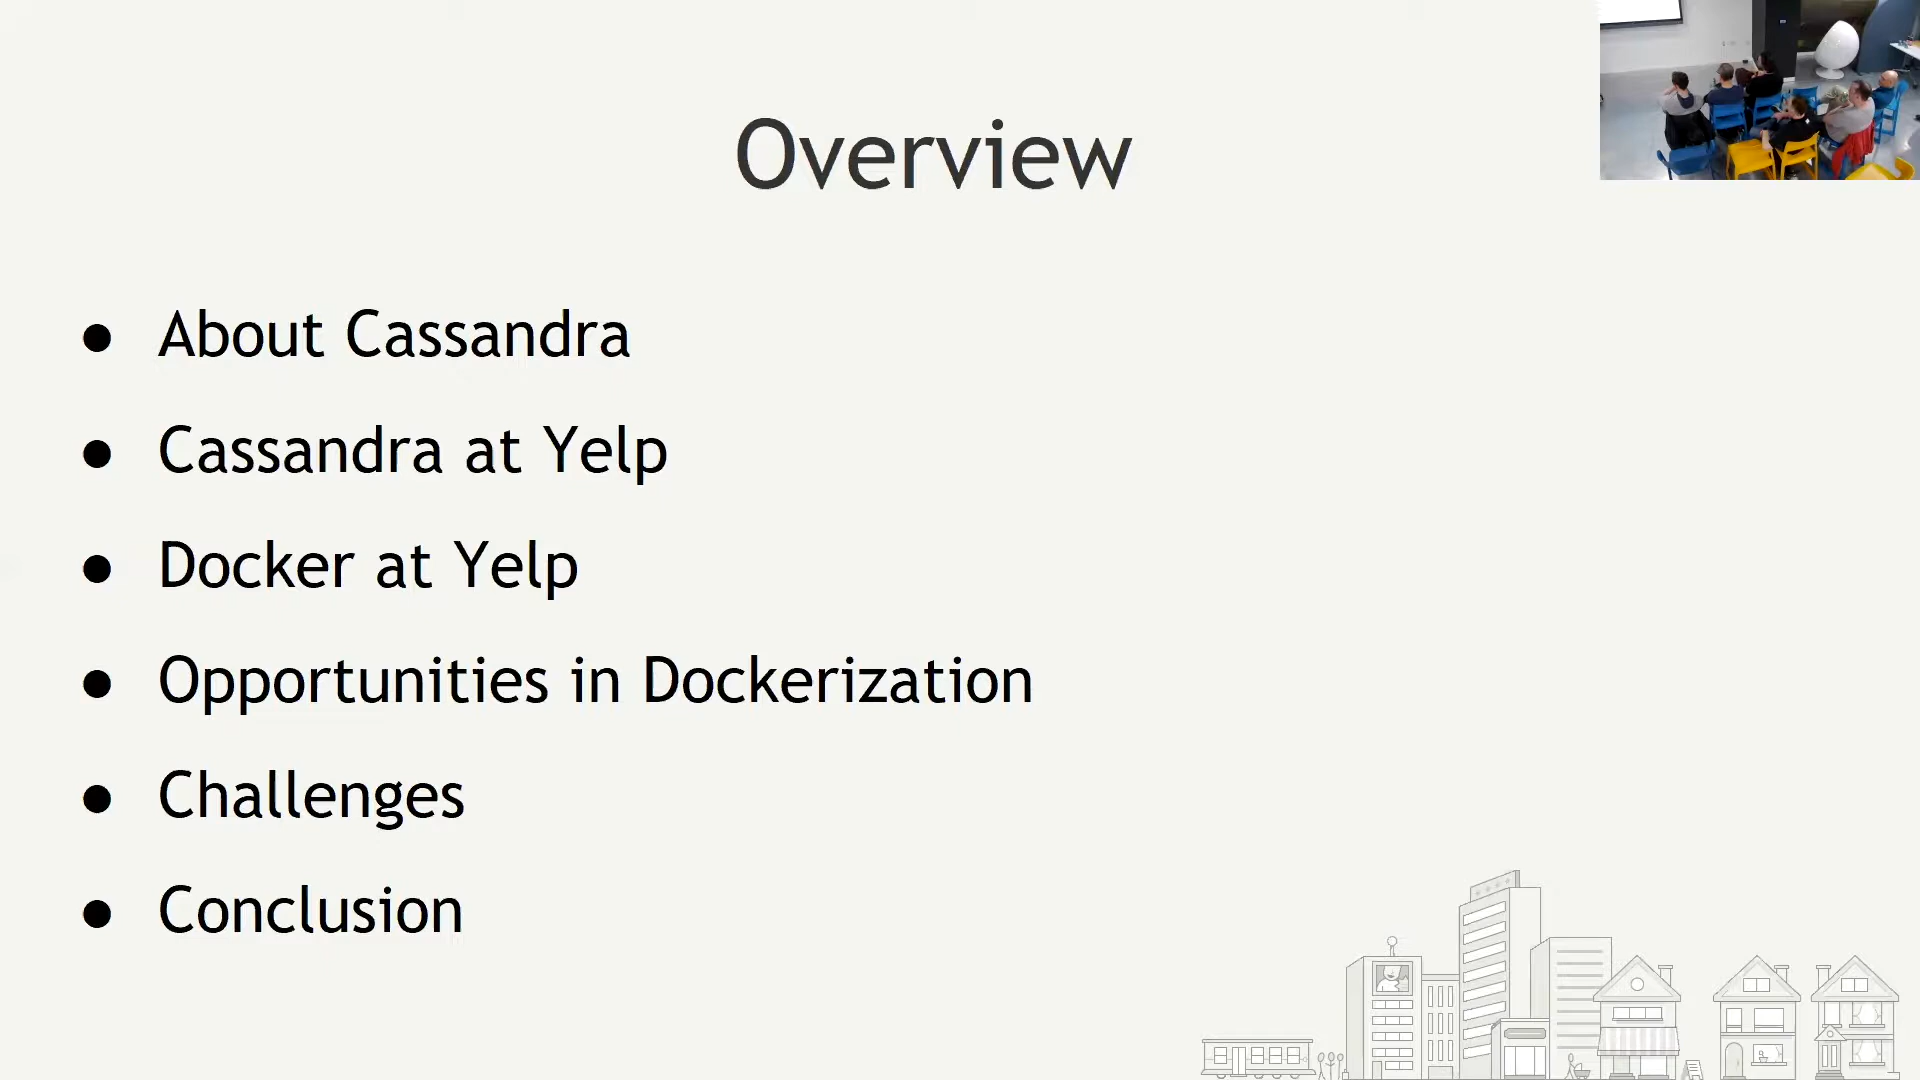 Overview
● About Cassandra
● Cassandra at Yelp
● Docker at Yelp
● Opportunities in Dockerization
● Challenges
● Conclusion